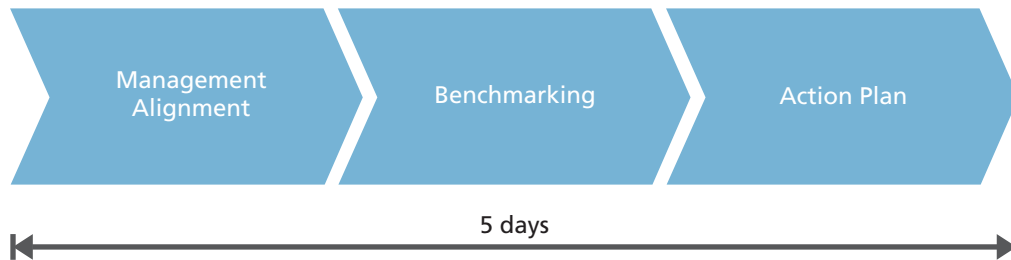 Management
Alignment
Benchmarking
Action Plan
5 days